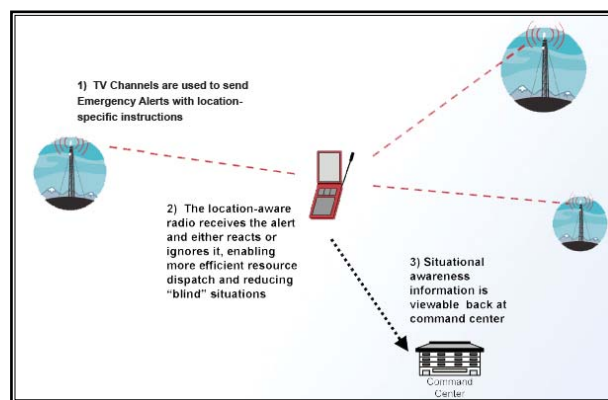 1) TV Channels are used to send
Emergency Alerts with location-
specific instructions
2) The location-aware
radio receives the alert
and either reacts or
ignores it, enabling
more efficient resource
dispatch and reducing
“blind” situations
3) Situational
awareness
information is
viewable back at
command center
Command
Center